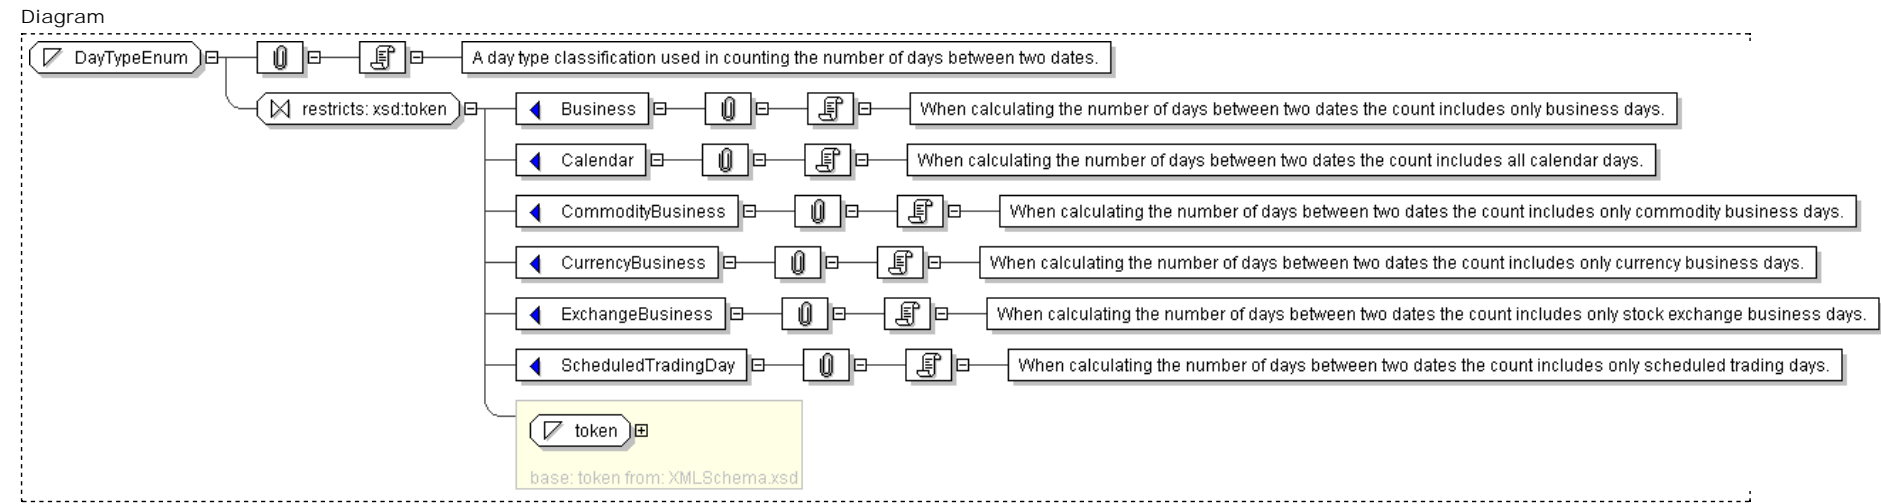 Diagram
DayTypeEnum A day type classification used in counting the number of days between two dates.
restricts: xsd:token Business When calculating the number of days between two dates the count includes only business days.
Calendar When calculating the number of days between two dates the count includes all calendar days.
CommodityBusiness When calculating the number of days between two dates the count includes only commodity business days.
CurrencyBusiness When calculating the number of days between two dates the count includes only currency business days.
ExchangeBusiness When calculating the number of days between two dates the count includes only stock exchange business days.
ScheduledTradingDay When calculating the number of days between two dates the count includes only scheduled trading days.
token
base: token from: XMLSchema.xsd